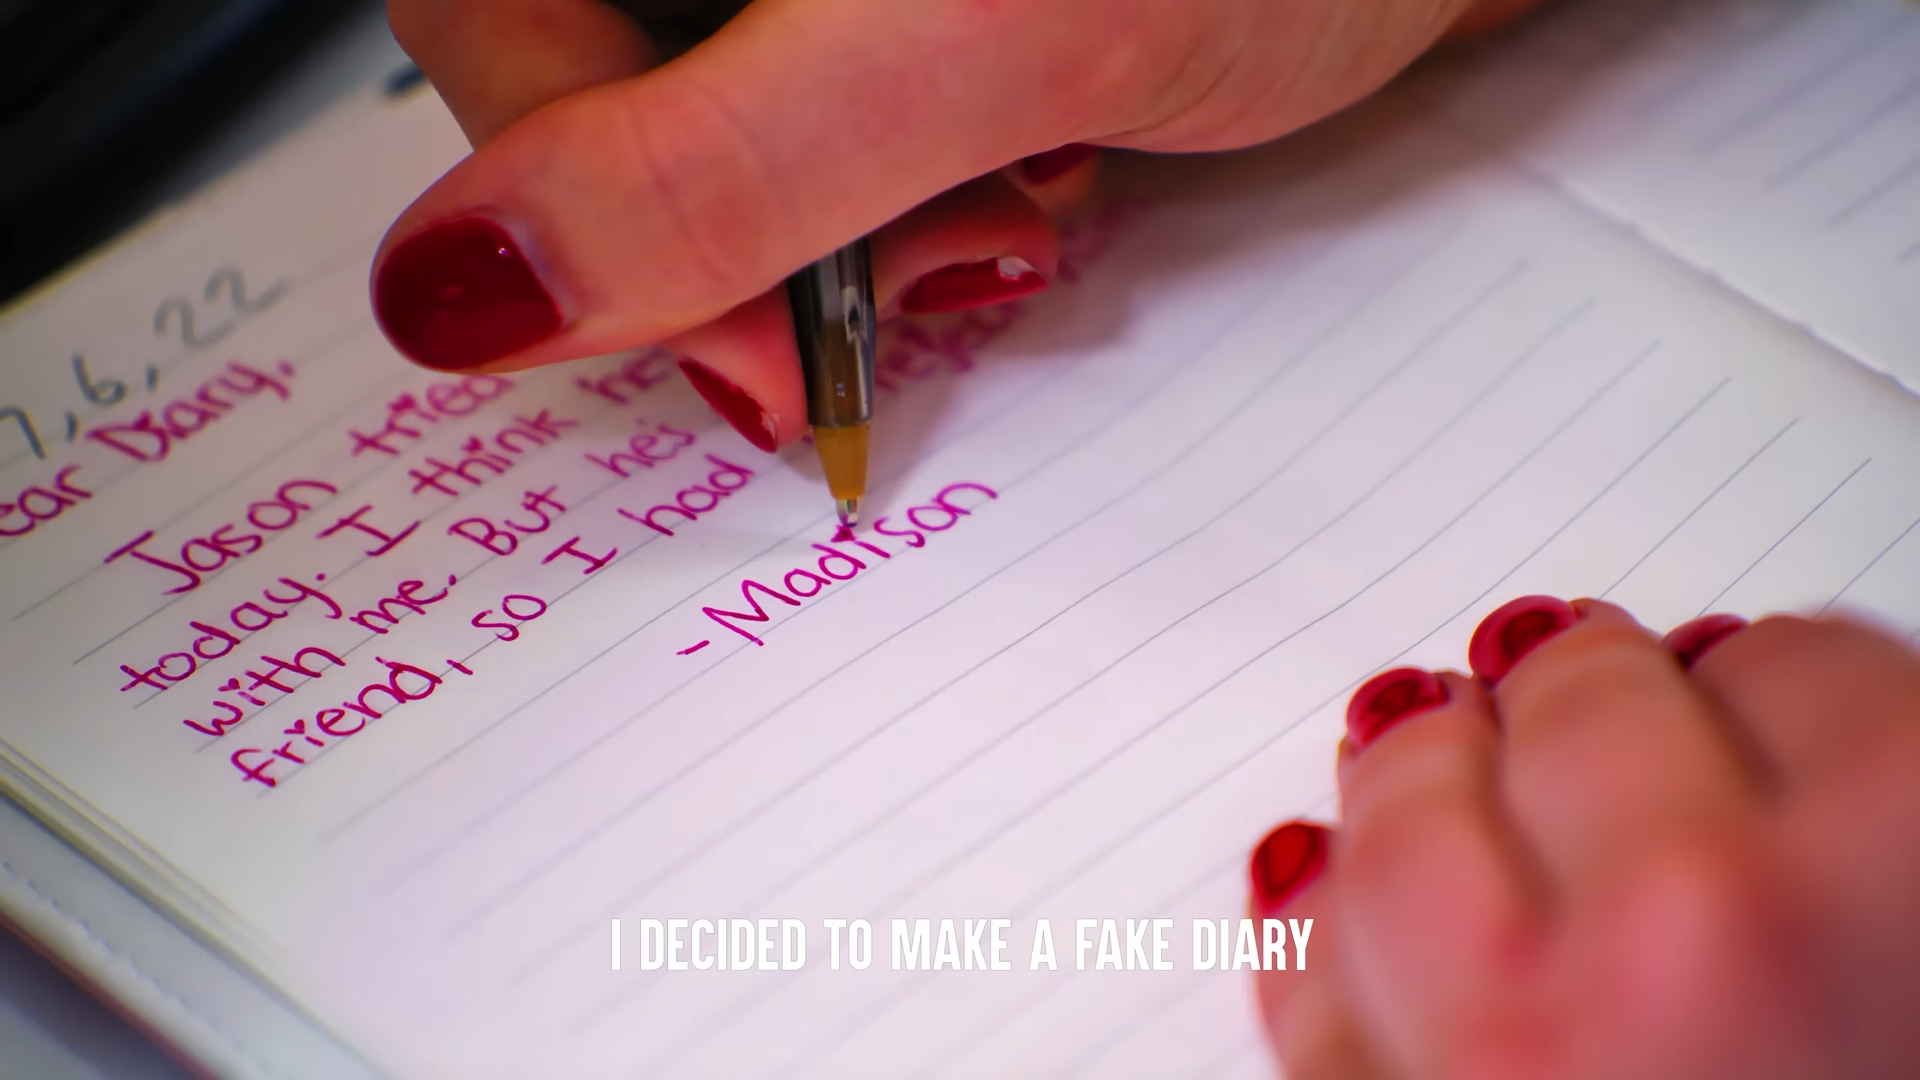 7,6,22
ear Diary,
Jason tried
today. I think he
with me. But he's
friend, so I had
-Madison
I DECIDED TO MAKE A FAKE DIARY